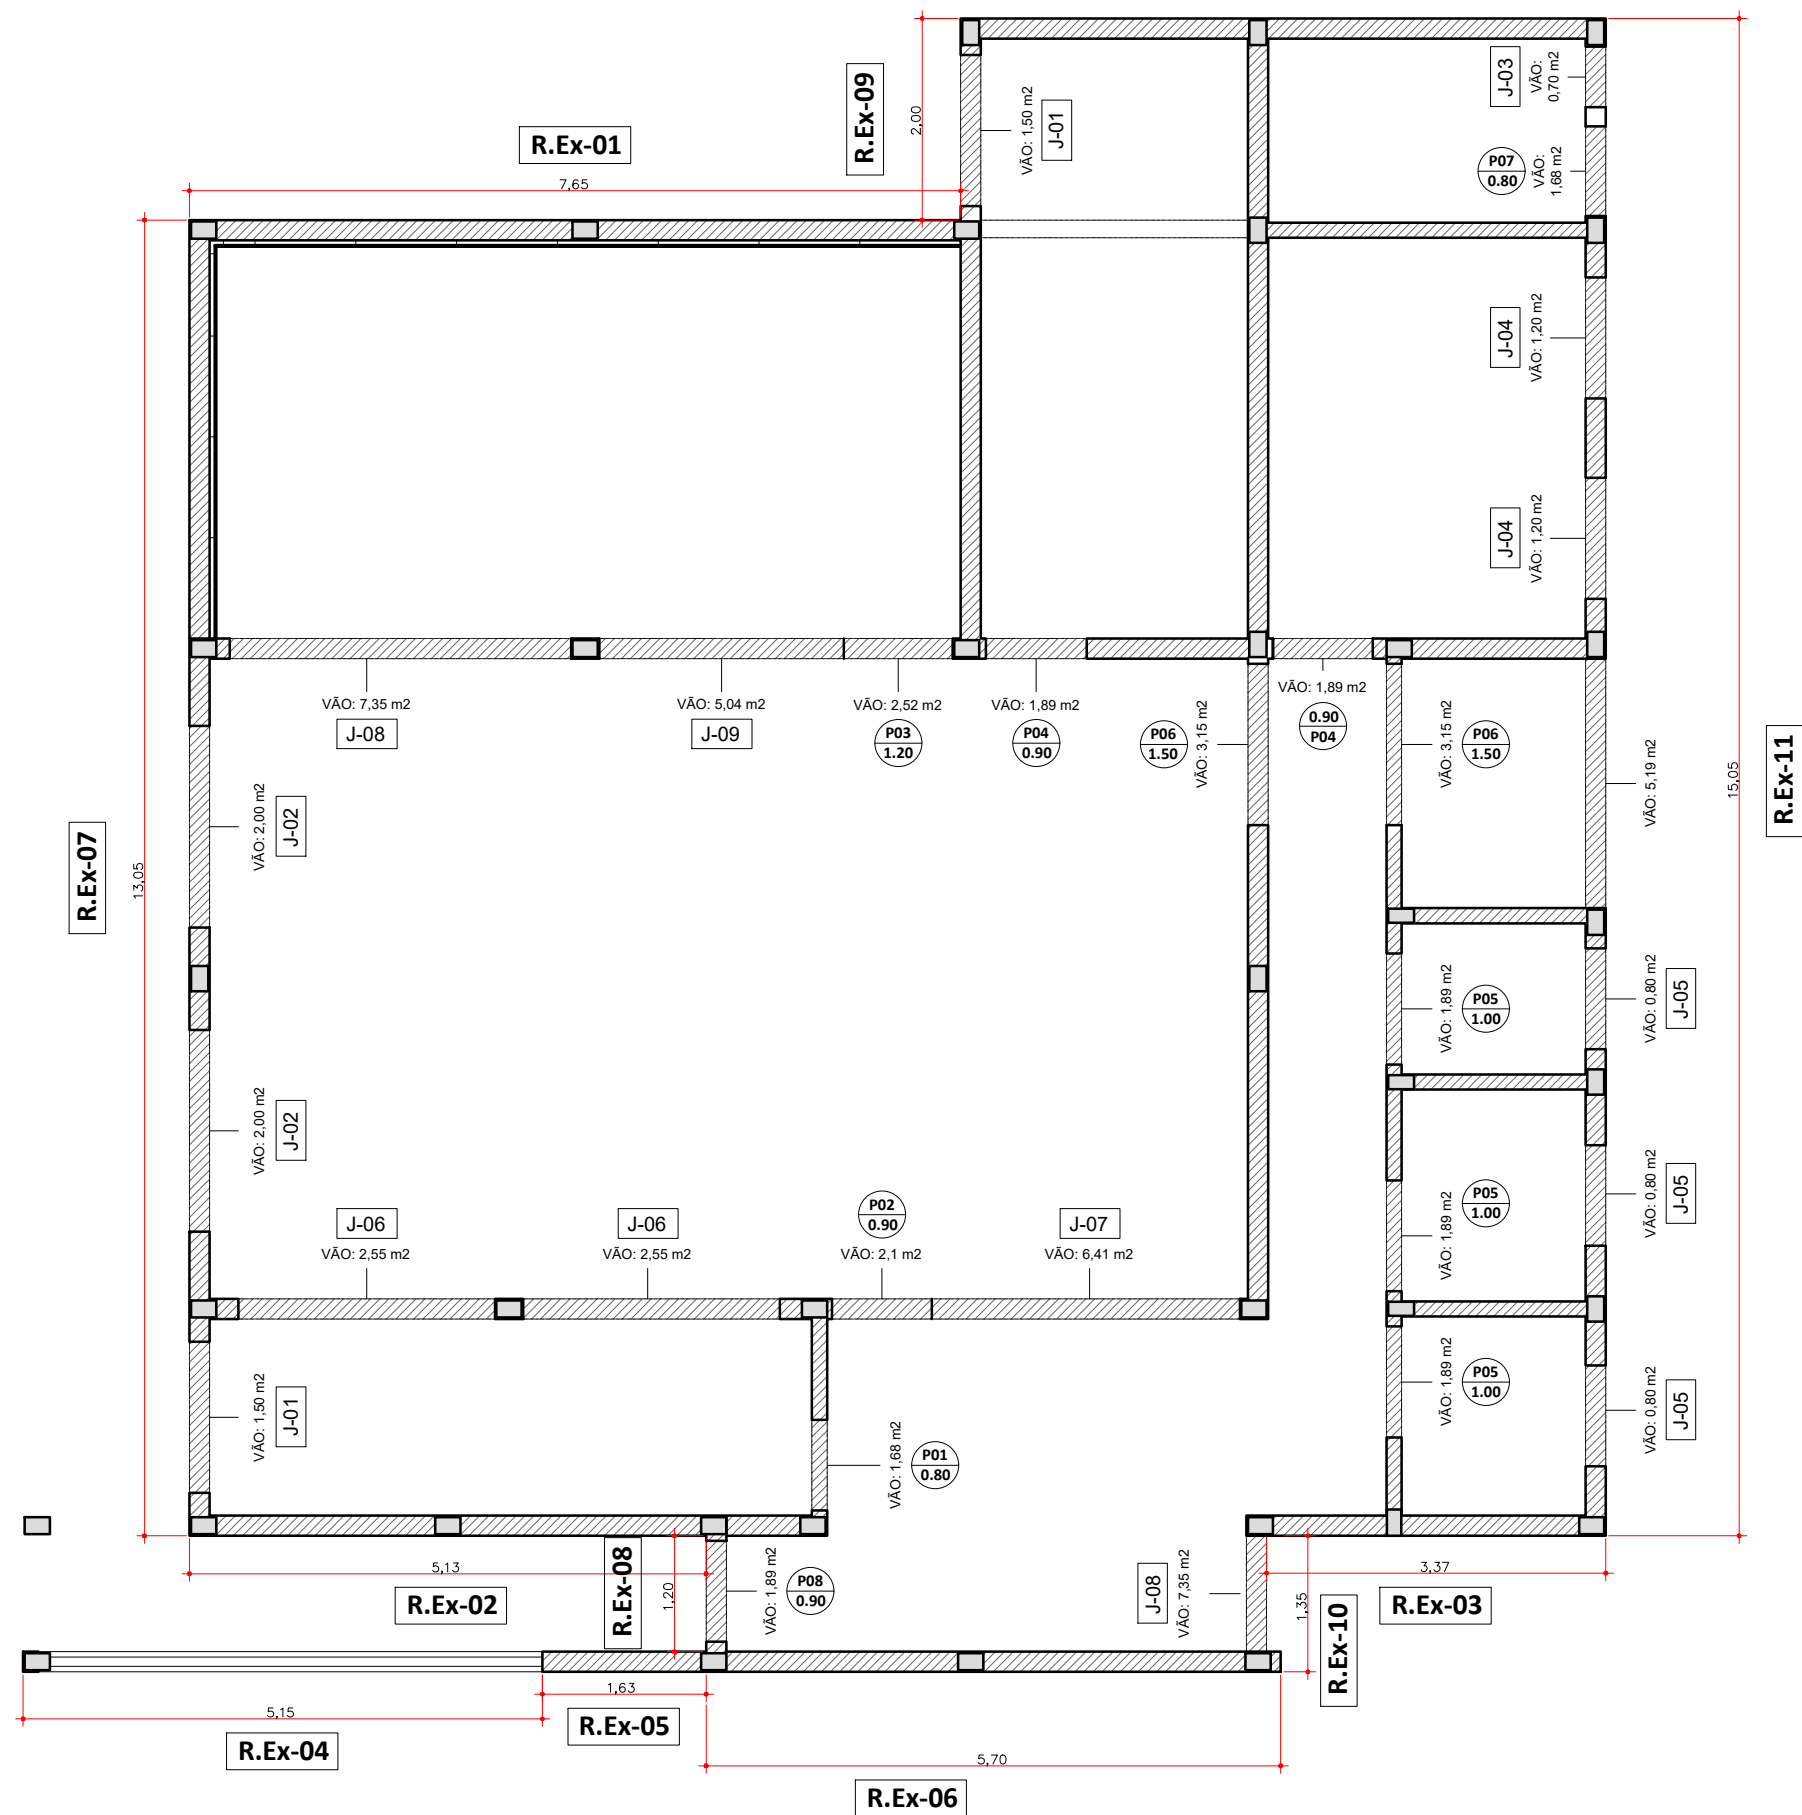 R.Ex-01
7,65
R.Ex-09
2,00
VÃO: 1,50 m2
J-01
J-03
VÃO:
0,70 m2
P07
0.80
VÃO:
1,68 m2
J-04
VÃO: 1,20 m2
J-04
VÃO: 1,20 m2
VÃO: 7,35 m2
J-08
VÃO: 5,04 m2
J-09
VÃO: 2,52 m2
P03
1.20
VÃO: 1,89 m2
P04
0.90
P06
1.50
VÃO: 3,15 m2
VÃO: 1,89 m2
0.90
P04
VÃO: 3,15 m2
P06
1.50
VÃO: 5,19 m2
15,05
R.Ex-11
R.Ex-07
13,05
VÃO: 2,00 m2
J-02
VÃO: 1,89 m2
P05
1.00
VÃO: 0,80 m2
J-05
VÃO: 2,00 m2
J-02
J-06
VÃO: 2,55 m2
J-06
VÃO: 2,55 m2
P02
0.90
VÃO: 2,1 m2
J-07
VÃO: 6,41 m2
VÃO: 1,89 m2
P05
1.00
VÃO: 0,80 m2
J-05
VÃO: 1,50 m2
J-01
VÃO: 1,68 m2
P01
0.80
VÃO: 1,89 m2
P05
1.00
VÃO: 0,80 m2
J-05
5,13
R.Ex-02
R.Ex-08
1,20
VÃO: 1,89 m2
P08
0.90
J-08
VÃO: 7,35 m2
1,35
R.Ex-10
3,37
R.Ex-03
5,15
R.Ex-04
1,63
R.Ex-05
5,70
R.Ex-06